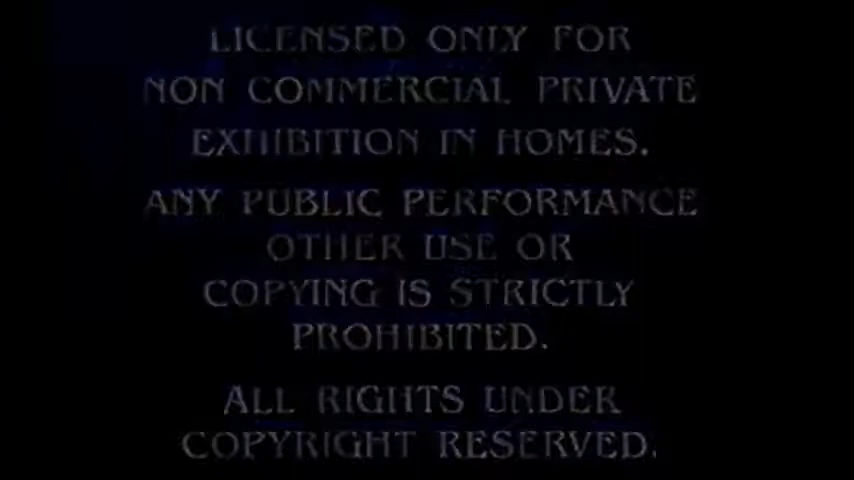 LICENSED ONLY FOR
NON COMMERCIAL PRIVATE
EXHIBITION IN HOMES.
ANY PUBLIC PERFORMANCE
OTHER USE OR
COPYING IS STRICTLY
PROHIBITED.
ALL RIGHTS UNDER
COPYRIGHT RESERVED.